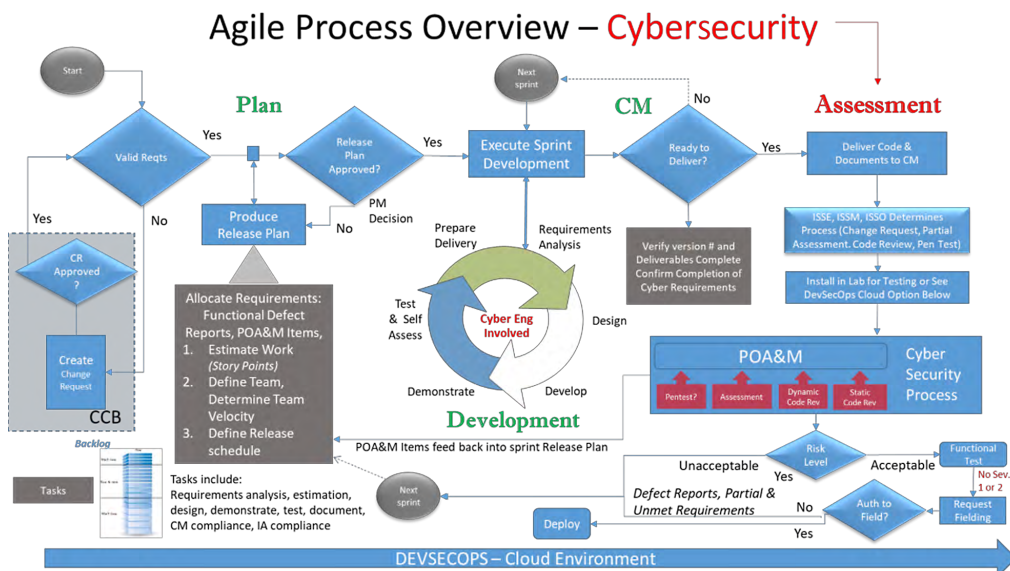 Agile Process Overview – Cybersecurity
Start
Plan
Valid Reqts
Yes
No
Release
Plan
Approved?
Yes
No
PM
Decision
Produce
Release Plan
Yes
CR
Approved
?
Create
Change
Request
CCB
Allocate Requirements:
Functional Defect
Reports, POA&M Items,
1. Estimate Work
(Story Points)
2. Define Team,
Determine Team
Velocity
3. Define Release
schedule
Next
sprint
Execute Sprint
Development
CM
No
Ready to
Deliver?
Yes
Verify version # and
Deliverables Complete
Confirm Completion of
Cyber Requirements
Prepare
Delivery
Requirements
Analysis
Test
& Self
Assess
Cyber Eng
Involved
Design
Demonstrate
Develop
Development
Assessment
Deliver Code &
Documents to CM
ISSE, ISSM, ISSO Determines
Process (Change Request, Partial
Assessment. Code Review, Pen Test)
Install in Lab for Testing or See
DevSecOps Cloud Option Below
POA&M
Cyber
Security
Process
Pentest?
Assessment
Dynamic
Code Rev
Static
Code Rev
POA&M Items feed back into sprint Release Plan
Unacceptable
Risk
Level
Acceptable
Yes
Functional
Test
No Sev.
1 or 2
Request
Fielding
Auth to
Field?
No
Yes
Defect Reports, Partial &
Unmet Requirements
Next
sprint
Deploy
Backlog
Tasks
Tasks include:
Requirements analysis, estimation,
design, demonstrate, test, document,
CM compliance, IA compliance
DEVSECOPS – Cloud Environment